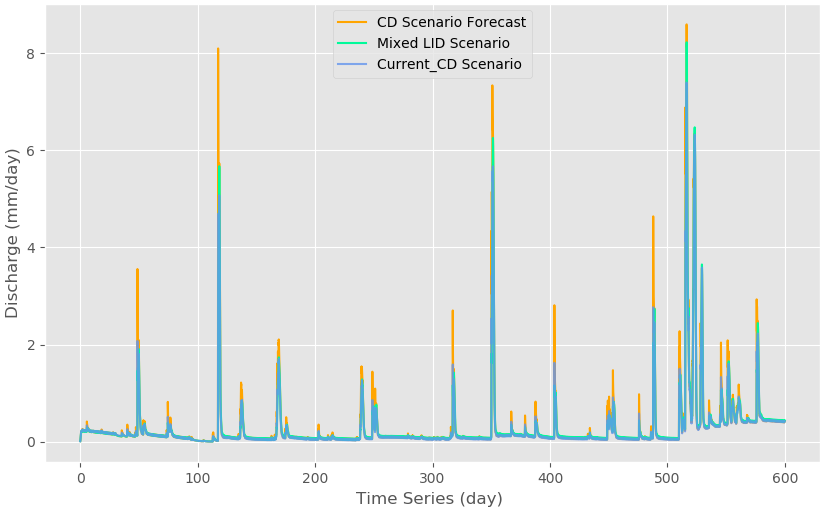 CD Scenario Forecast
Mixed LID Scenario
Current_CD Scenario
Discharge (mm/day)
8
6
4
2
0
0 100 200 300 400 500 600
Time Series (day)